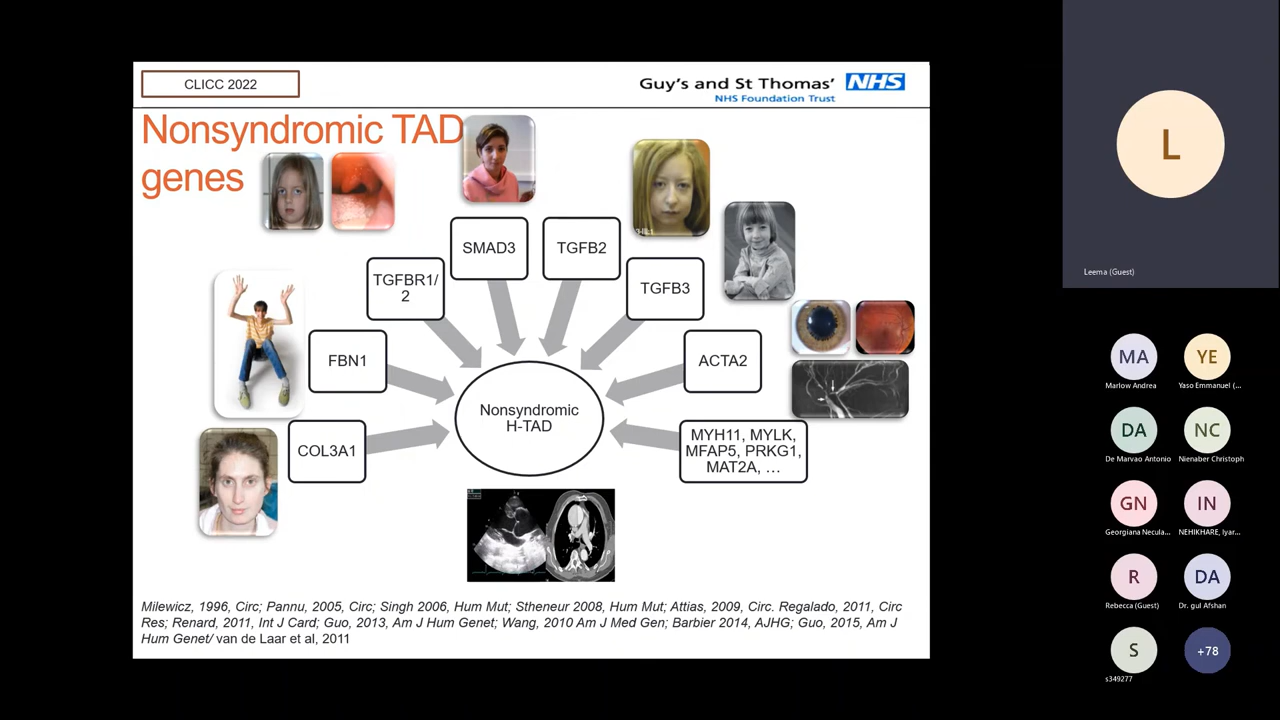 CLICC 2022
Guy's and St Thomas' NHS
NHS Foundation Trust
Nonsyndromic TAD
genes
SMAD3
TGFB2
TGFBR1/
2
TGFB3
FBN1
ACTA2
COL3A1
Nonsyndromic
H-TAD
MYH11, MYLK,
MFAP5, PRKG1,
MAT2A, …
Milewicz, 1996, Circ; Pannu, 2005, Circ; Singh 2006, Hum Mut; Stheneur 2008, Hum Mut; Attias, 2009, Circ. Regalado, 2011, Circ
Res; Renard, 2011, Int J Card; Guo, 2013, Am J Hum Genet; Wang, 2010 Am J Med Gen; Barbier 2014, AJHG; Guo, 2015, Am J
Hum Genet/ van de Laar et al, 2011
L
Leema (Guest)
MA
Marlow Andrea
YE
Yaso Emmanuel (...
DA
De Marvao Antonio
NC
Nienaber Christoph
GN
Georgiana Necula...
IN
NEHIKHARE, Iyar...
R
Rebecca (Guest)
DA
Dr. gul Afshan
S
s349277
+78